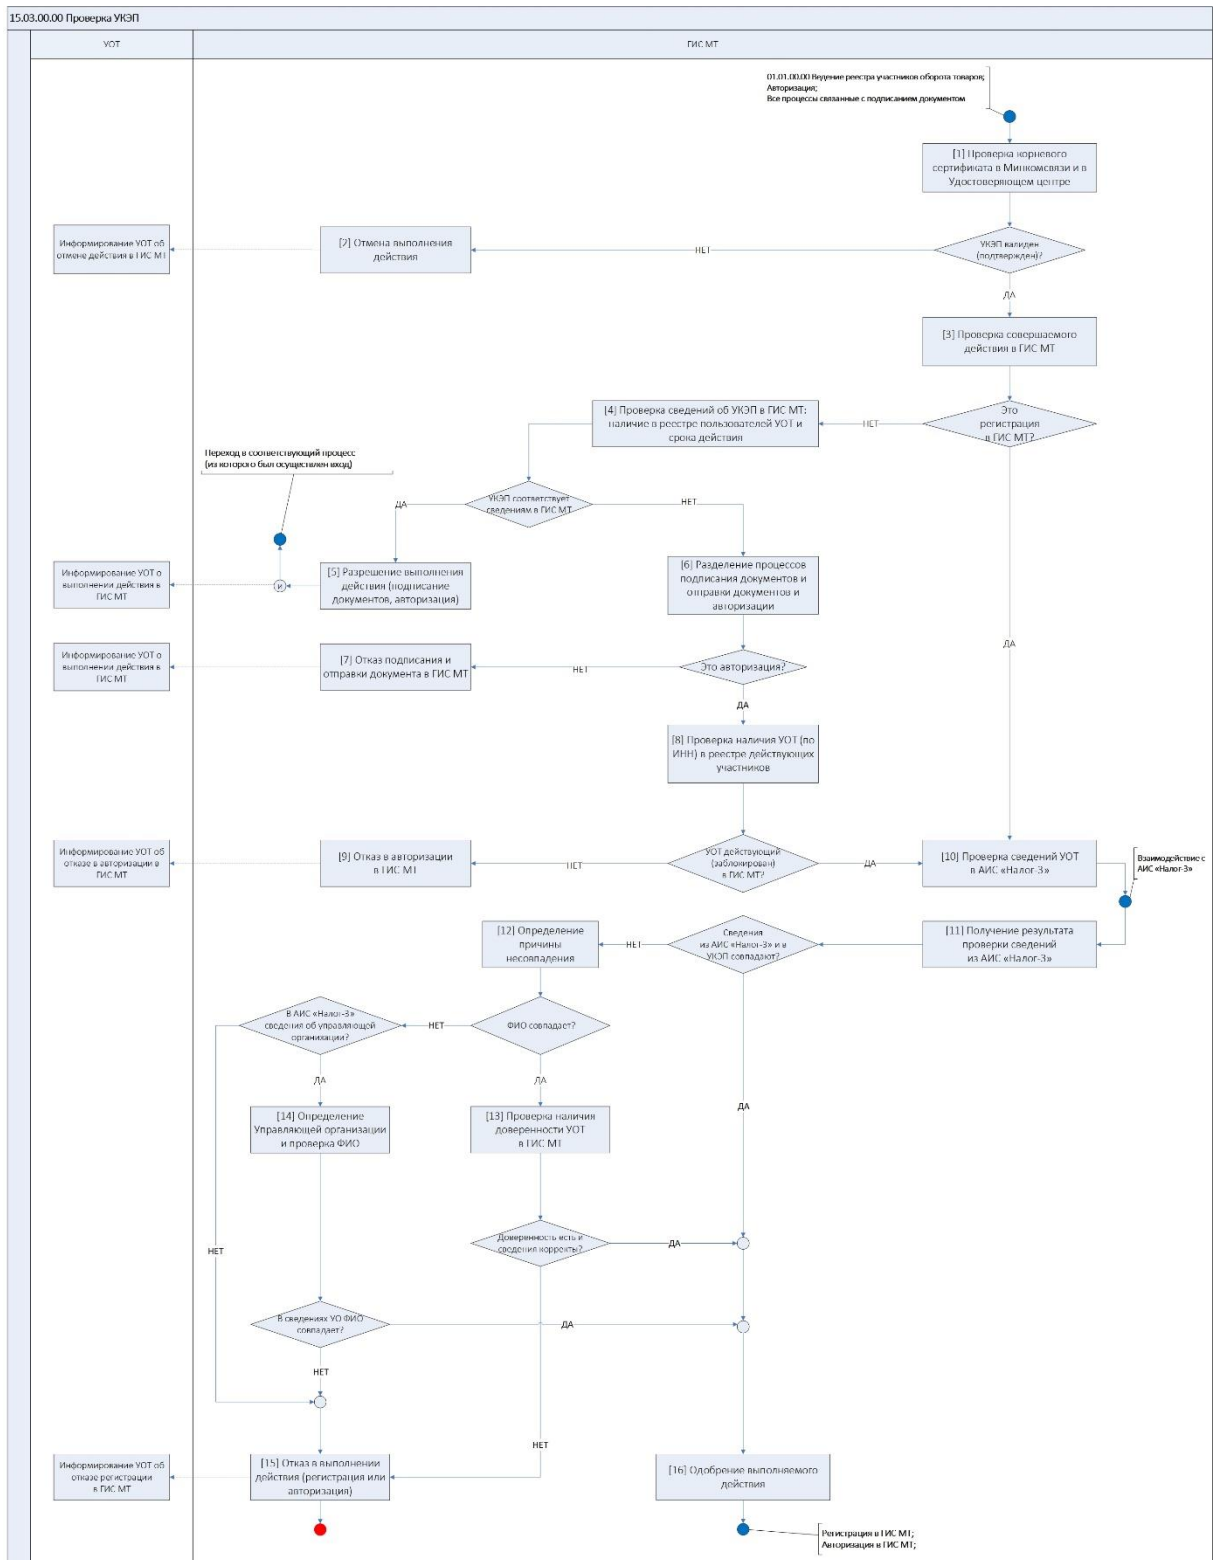 15.03.00.00 Проверка УКЭП
УОТ
ГИС МТ
01.01.00.00 Ведение реестра участников оборота товаров;
Авторизация;
Все процессы связанные с подписанием документом
[1] Проверка корневого
сертификата в Минкомсвязи и в
Удостоверяющем центре
Информирование УОТ об
отмене действия в ГИС МТ
[2] Отмена выполнения
действия
НЕТ
УКЭП валиден
(подтвержден)?
ДА
[3] Проверка совершаемого
действия в ГИС МТ
[4] Проверка сведений об УКЭП в ГИС МТ:
наличие в реестре пользователей УОТ и
срока действия
НЕТ
Это
регистрация
в ГИС МТ?
Переход в соответствующий процесс
(из которого был осуществлен вход)
ДА
УКЭП соответствует
сведениям в ГИС МТ
НЕТ
Информирование УОТ о
выполнении действия в
ГИС МТ
и
[5] Разрешение выполнения
действия (подписание
документов, авторизация)
[6] Разделение процессов
подписания документов и
отправки документов и
авторизации
ДА
Информирование УОТ о
выполнении действия в
ГИС МТ
[7] Отказ подписания и
отправки документа в ГИС МТ
НЕТ
Это авторизация?
ДА
[8] Проверка наличия УОТ (по
ИНН) в реестре действующих
участников
Информирование УОТ об
отказе в авторизации в
ГИС МТ
[9] Отказ в авторизации
в ГИС МТ
НЕТ
УОТ действующий
(заблокирован)
в ГИС МТ?
ДА
[10] Проверка сведений УОТ
в АИС «Налог-3»
Взаимодействие с
АИС «Налог-3»
[12] Определение
причины
несовпадения
НЕТ
Сведения
из АИС «Налог-3» и в
УКЭП совпадают?
[11] Получение результата
проверки сведений
из АИС «Налог-3»
В АИС «Налог-3»
сведения об управляющей
организации?
НЕТ
ФИО совпадает?
ДА
ДА
ДА
[14] Определение
Управляющей организации
и проверка ФИО
[13] Проверка наличия
доверенности УОТ
в ГИС МТ
НЕТ
Доверенность есть и
сведения корректы?
ДА
В сведениях УО ФИО
совпадает?
ДА
НЕТ
НЕТ
Информирование УОТ об
отказе регистрации
в ГИС МТ
[15] Отказ в выполнении
действия (регистрация или
авторизация)
[16] Одобрение выполняемого
действия
Регистрация в ГИС МТ;
Авторизация в ГИС МТ;